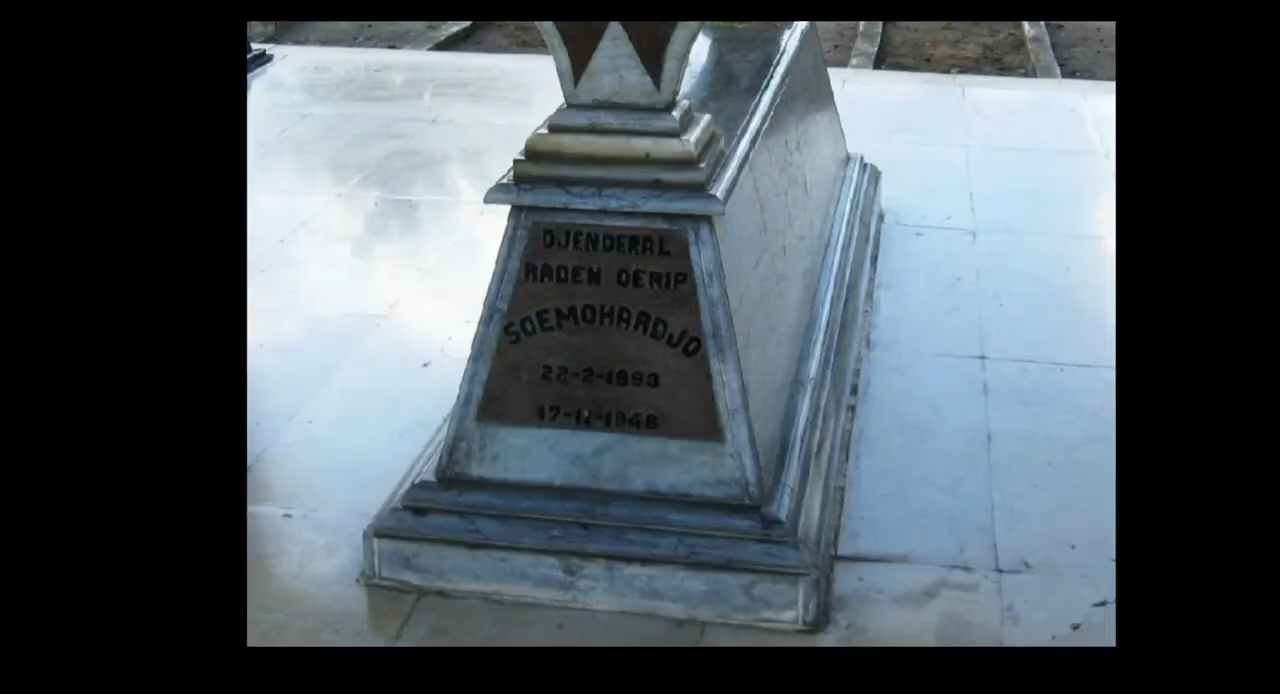 DJENDERAL
RADEN OERIP
SOEMOHARDJO
22-2-1893
17-11-1948